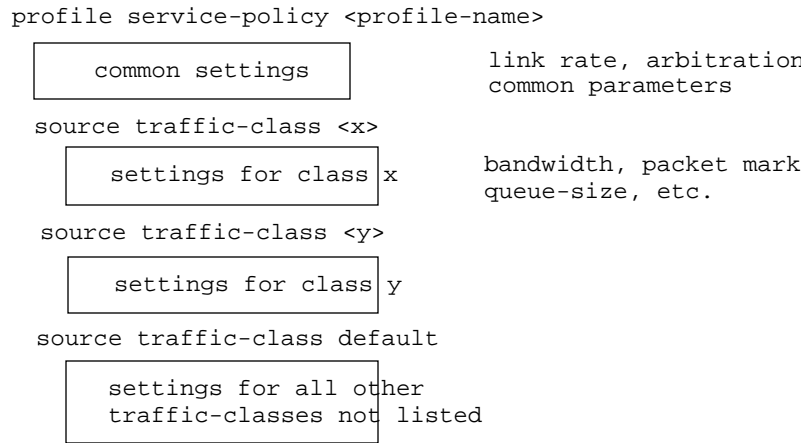 profile service-policy <profile-name>
common settings
link rate, arbitration
common parameters
source traffic-class <x>
settings for class x
bandwidth, packet mark
queue-size, etc.
source traffic-class <y>
settings for class y
source traffic-class default
settings for all other
traffic-classes not listed